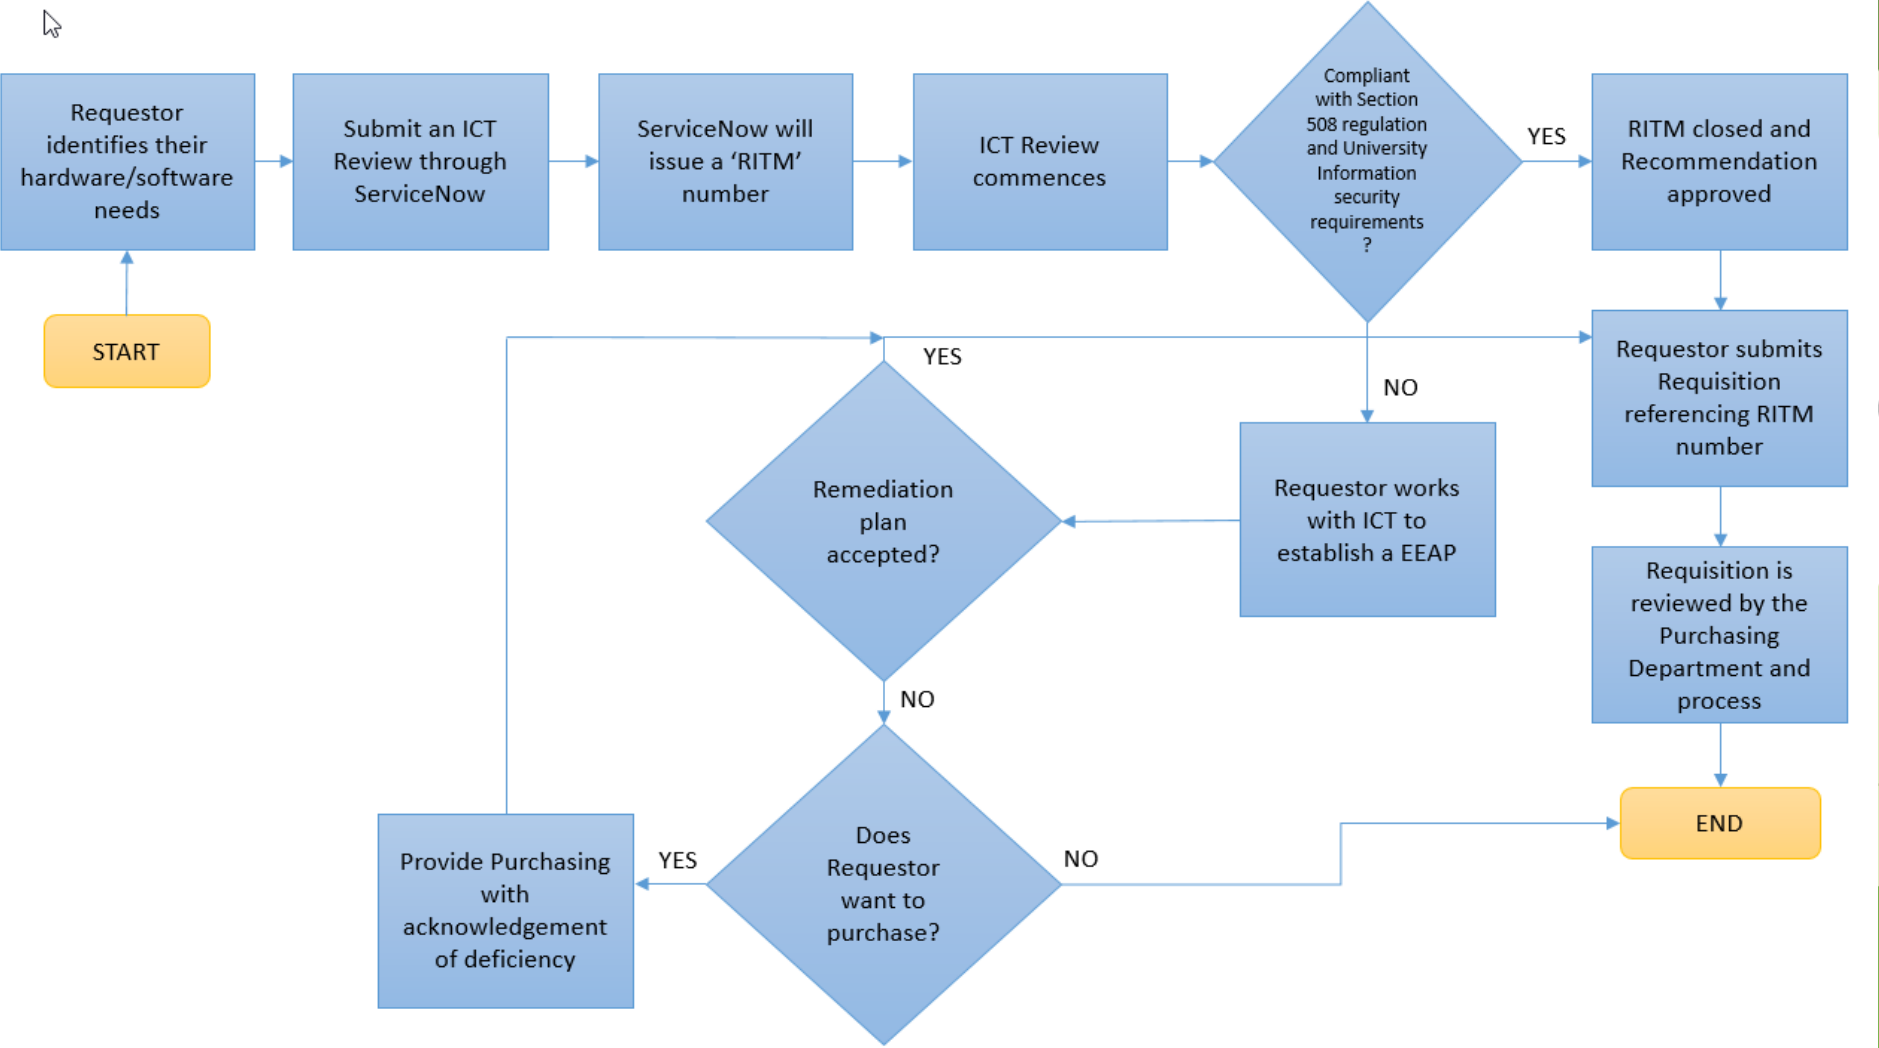 Requestor
identifies their
hardware/software
needs
Submit an ICT
Review through
ServiceNow
ServiceNow will
issue a ‘RITM’
number
ICT Review
commences
Compliant
with Section
508 regulation
and University
Information
security
requirements
?
YES
RITM closed and
Recommendation
approved
START
YES
NO
Requestor submits
Requisition
referencing RITM
number
Remediation
plan
accepted?
Requestor works
with ICT to
establish a EEAP
NO
Requisition is
reviewed by the
Purchasing
Department and
process
Provide Purchasing
with
acknowledgement
of deficiency
YES
Does
Requestor
want to
purchase?
NO
END